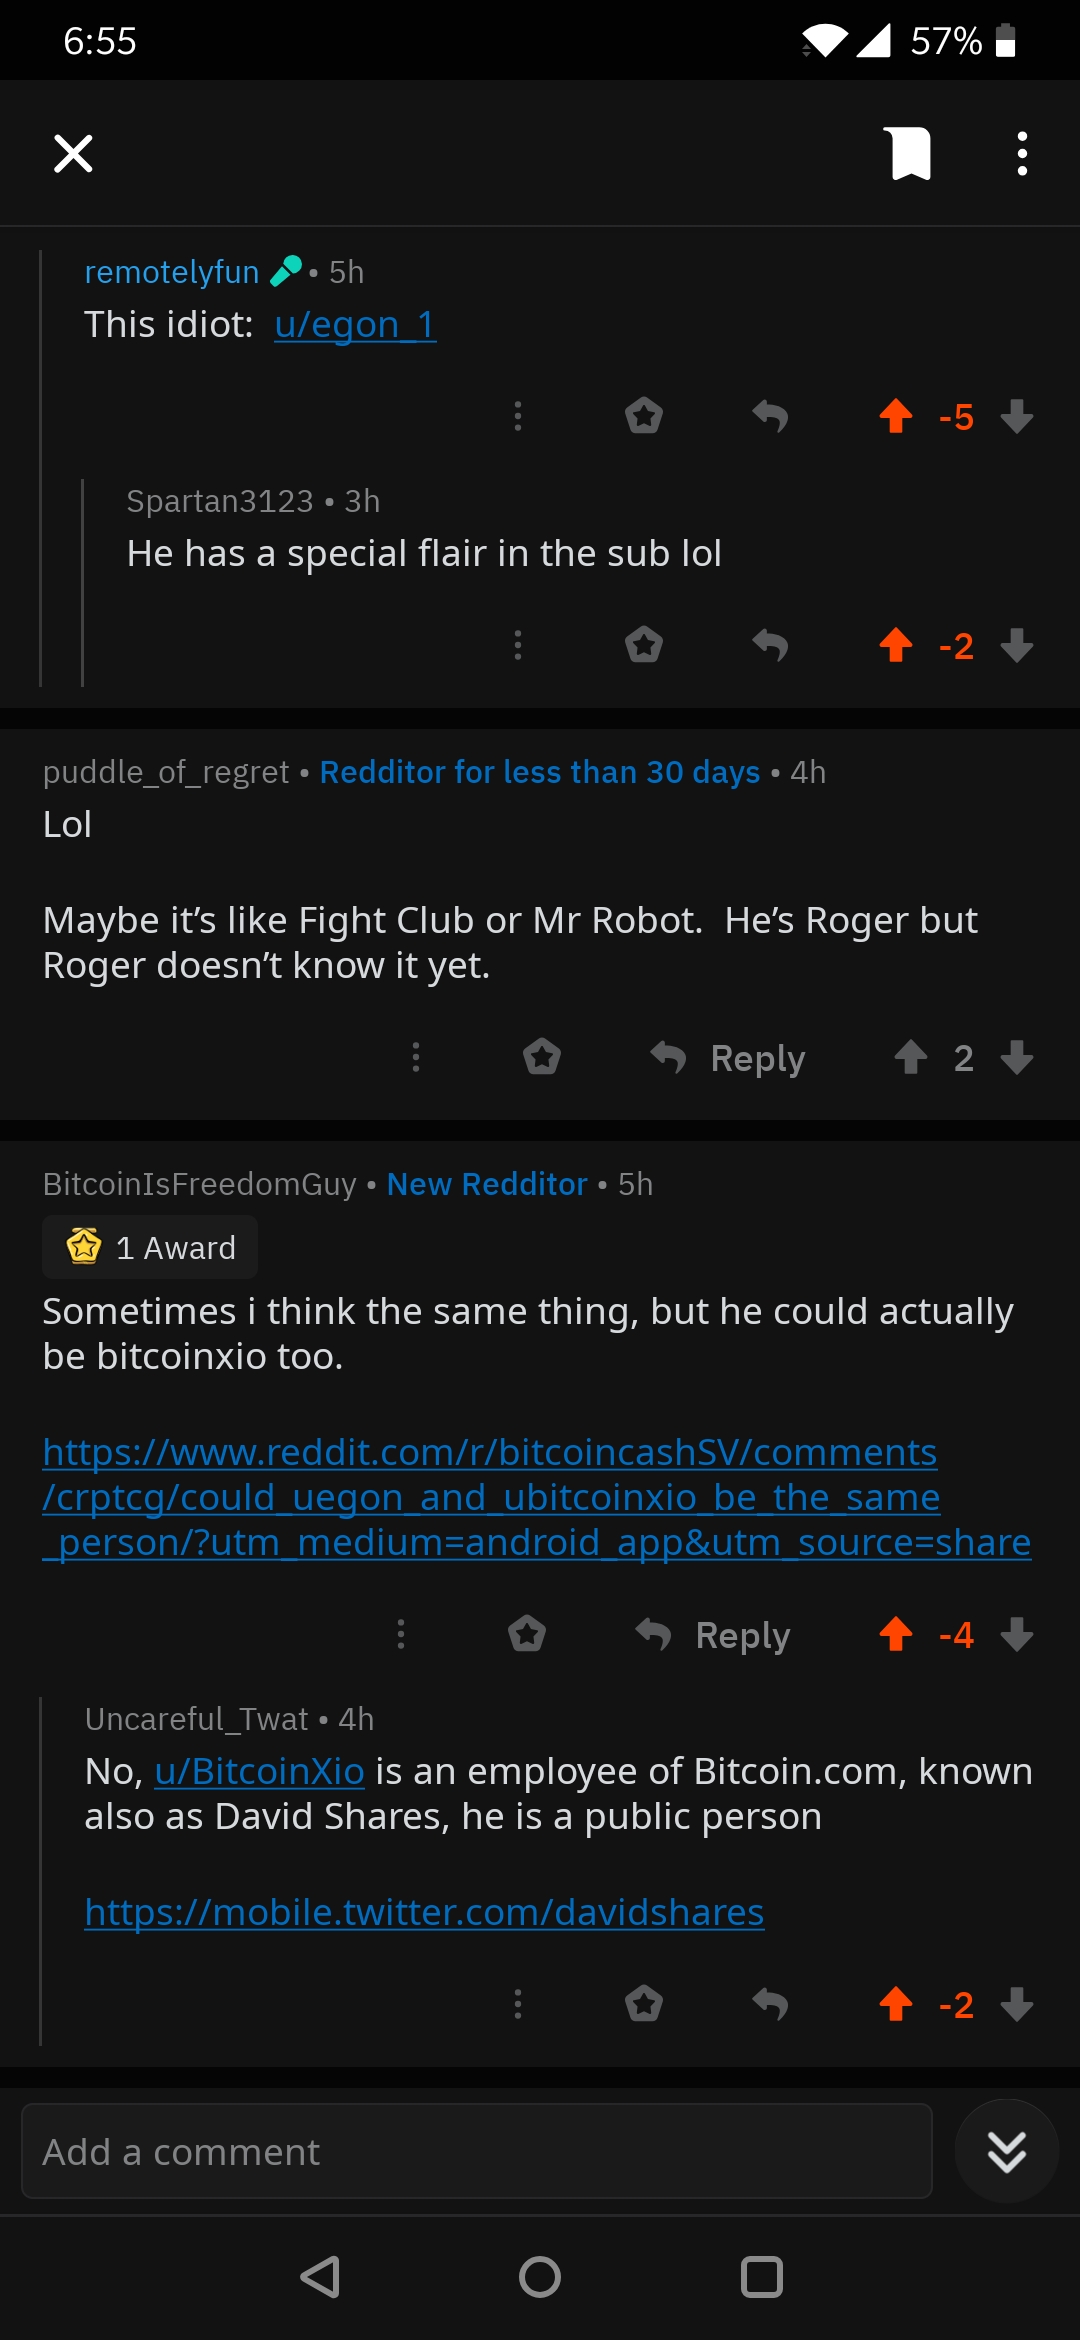 6:55
57%
remotelyfun • 5h
This idiot: u/egon_1
-5
Spartan3123 • 3h
He has a special flair in the sub lol
-2
puddle_of_regret • Redditor for less than 30 days • 4h
Lol
Maybe it’s like Fight Club or Mr Robot. He’s Roger but
Roger doesn’t know it yet.
Reply 2
BitcoinIsFreedomGuy • New Redditor • 5h
1 Award
Sometimes i think the same thing, but he could actually
be bitcoinxio too.
https://www.reddit.com/r/bitcoincashSV/comments
/crptcg/could_uegon_and_ubitcoinxio_be_the_same
_person/?utm_medium=android_app&utm_source=share
Reply -4
Uncareful_Twat • 4h
No, u/BitcoinXio is an employee of Bitcoin.com, known
also as David Shares, he is a public person
https://mobile.twitter.com/davidshares
-2
Add a comment